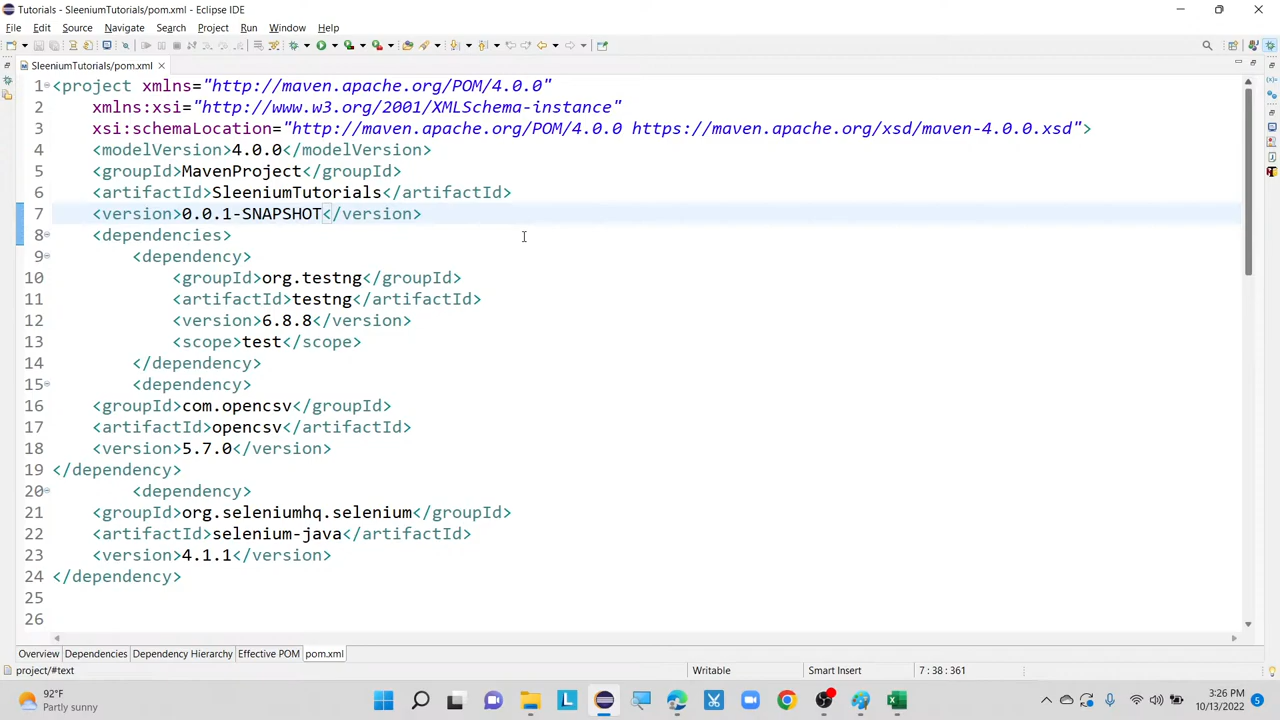 Tutorials - SleeniumTutorials/pom.xml - Eclipse IDE
File Edit Source Navigate Search Project Run Window Help
SleeniumTutorials/pom.xml
1 <project xmlns="http://maven.apache.org/POM/4.0.0"
2 xmlns:xsi="http://www.w3.org/2001/XMLSchema-instance"
3 xsi:schemaLocation="http://maven.apache.org/POM/4.0.0 https://maven.apache.org/xsd/maven-4.0.0.xsd">
4 <modelVersion>4.0.0</modelVersion>
5 <groupId>MavenProject</groupId>
6 <artifactId>SleeniumTutorials</artifactId>
7 <version>0.0.1-SNAPSHOT</version>
8 <dependencies>
9 <dependency>
10 <groupId>org.testng</groupId>
11 <artifactId>testng</artifactId>
12 <version>6.8.8</version>
13 <scope>test</scope>
14 </dependency>
15 <dependency>
16 <groupId>com.opencsv</groupId>
17 <artifactId>opencsv</artifactId>
18 <version>5.7.0</version>
19 </dependency>
20 <dependency>
21 <groupId>org.seleniumhq.selenium</groupId>
22 <artifactId>selenium-java</artifactId>
23 <version>4.1.1</version>
24 </dependency>
25
26
Overview Dependencies Dependency Hierarchy Effective POM pom.xml
project/#text Writable Smart Insert 7 : 38 : 361
92°F
Partly sunny
3:26 PM
10/13/2022 5